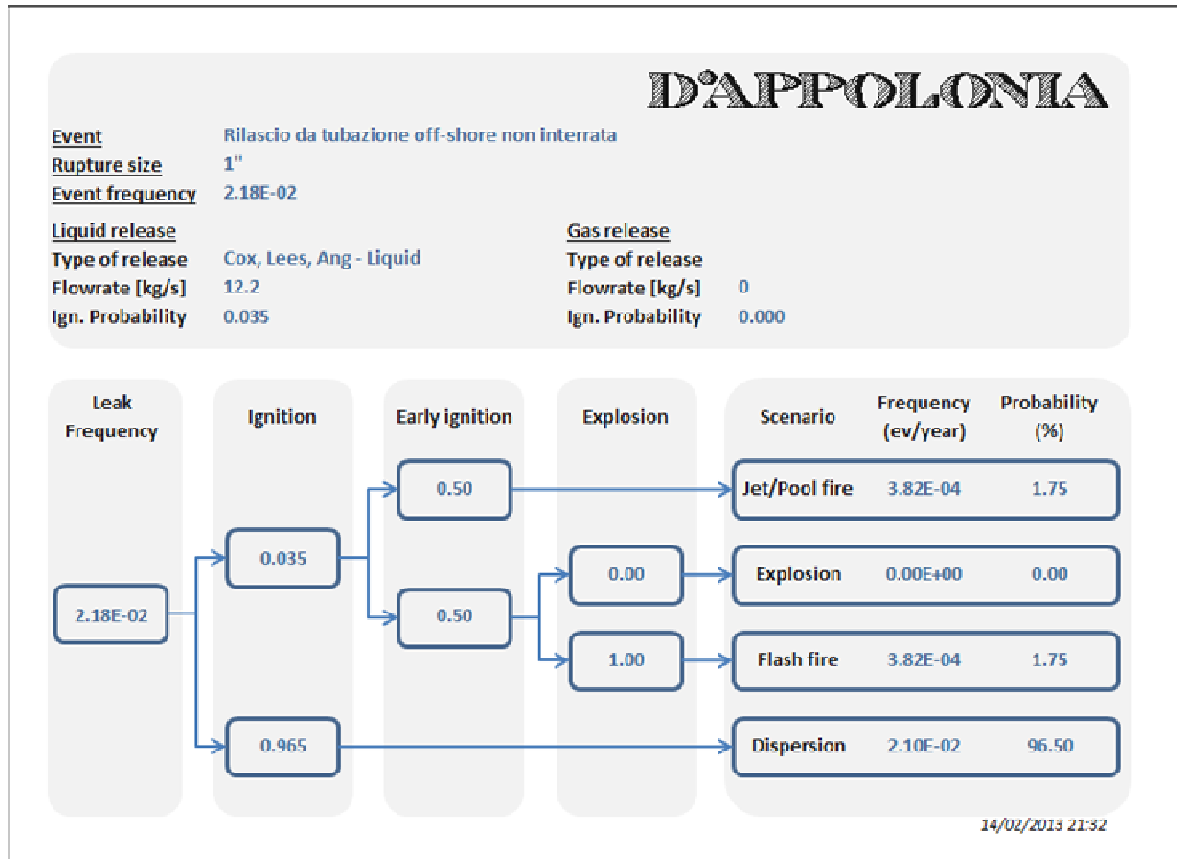 D'APPOLONIA
Event Rilascio da tubazione off-shore non interrata
Rupture size 1"
Event frequency 2.18E-02
Liquid release Gas release
Type of release Cox, Lees, Ang - Liquid Type of release
Flowrate [kg/s] 12.2 Flowrate [kg/s] 0
Ign. Probability 0.035 Ign. Probability 0.000
Leak Frequency Ignition Early ignition Explosion Scenario Frequency (ev/year) Probability (%)
0.50 Jet/Pool fire 3.82E-04 1.75
0.035
0.00 Explosion 0.00E+00 0.00
2.18E-02 0.50
1.00 Flash fire 3.82E-04 1.75
0.965 Dispersion 2.10E-02 96.50
14/02/2013 21:32